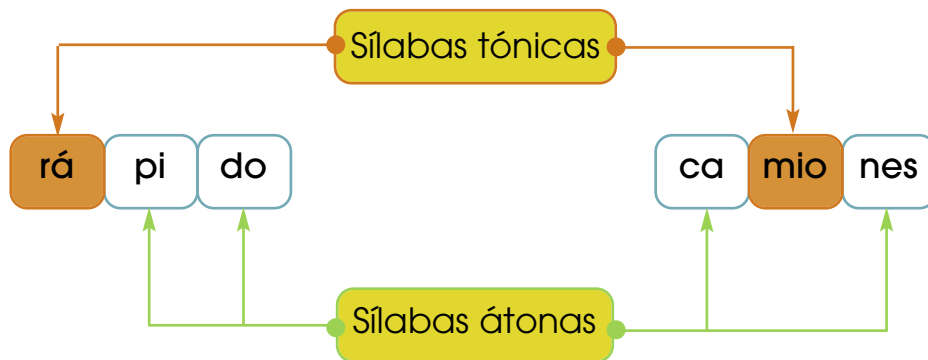 Sílabas tónicas
rá pi do ca mio nes
Sílabas átonas